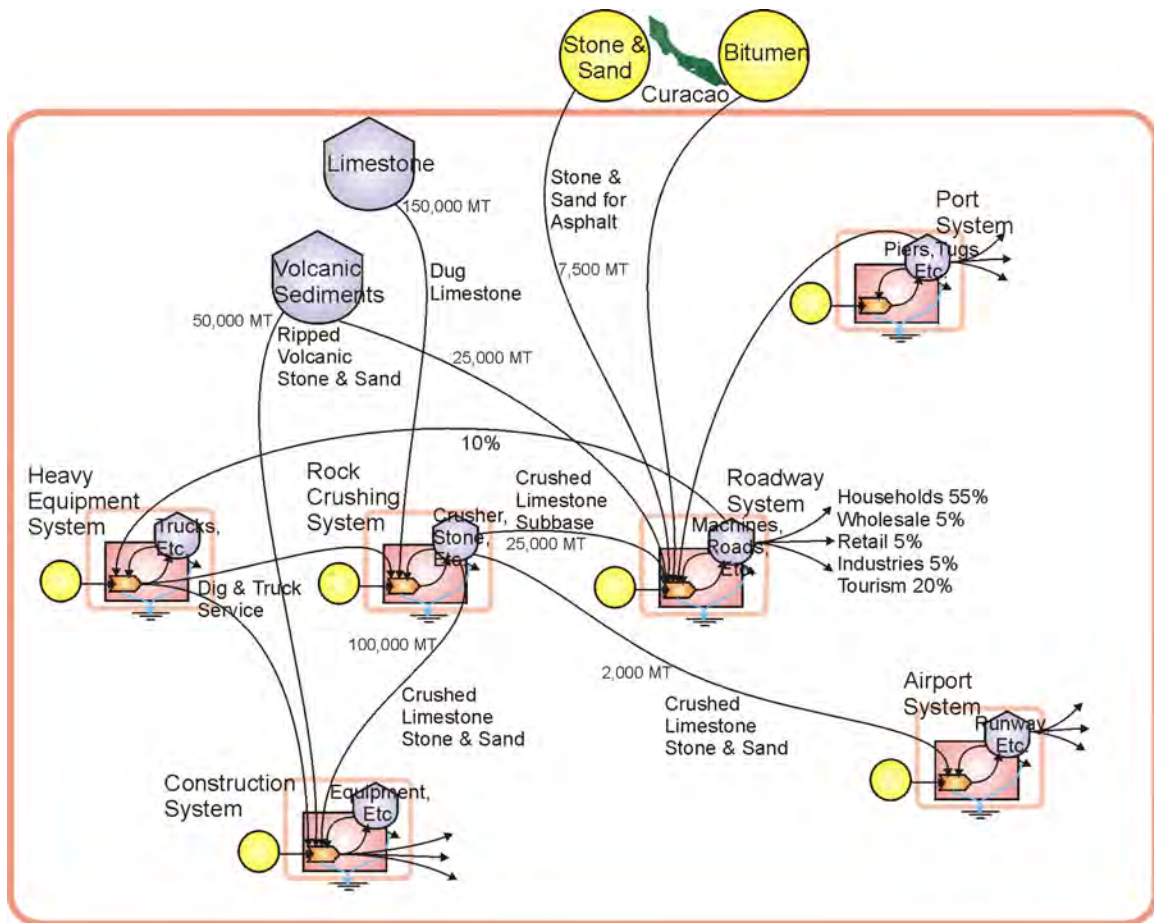 Stone &
Sand
Bitumen
Curacao
Limestone
150,000 MT
Stone &
Sand for
Asphalt
Port
System
Piers,Tugs
Etc.
Volcanic
Sediments
Dug
Limestone
7,500 MT
50,000 MT
Ripped
Volcanic
Stone & Sand
25,000 MT
10%
Heavy
Equipment
System
Trucks,
Etc.
Rock
Crushing
System
Crusher,
Stone,
Etc.
Crushed
Limestone
Subbase
25,000 MT
Roadway
System
Machines,
Roads,
Etc.
Households 55%
Wholesale 5%
Retail 5%
Industries 5%
Tourism 20%
Dig & Truck
Service
100,000 MT
2,000 MT
Crushed
Limestone
Stone & Sand
Crushed
Limestone
Stone & Sand
Airport
System
Runway
Etc.
Construction
System
Equipment,
Etc